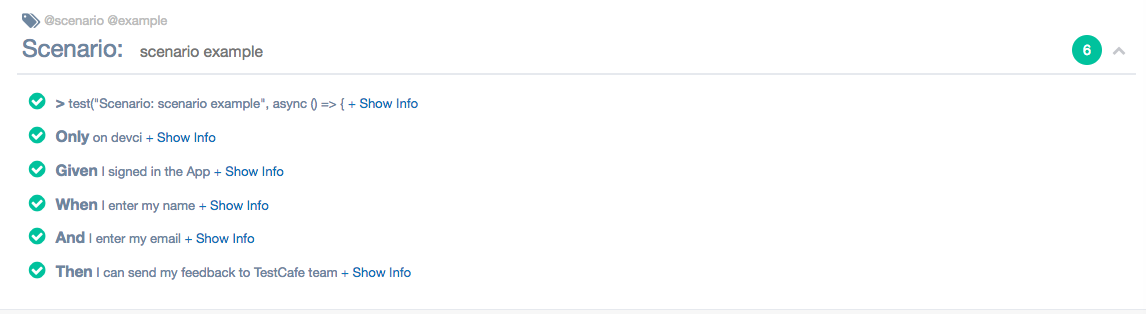 @scenario @example
Scenario: scenario example
6
> test("Scenario: scenario example", async () => { + Show Info
Only on devci + Show Info
Given I signed in the App + Show Info
When I enter my name + Show Info
And I enter my email + Show Info
Then I can send my feedback to TestCafe team + Show Info